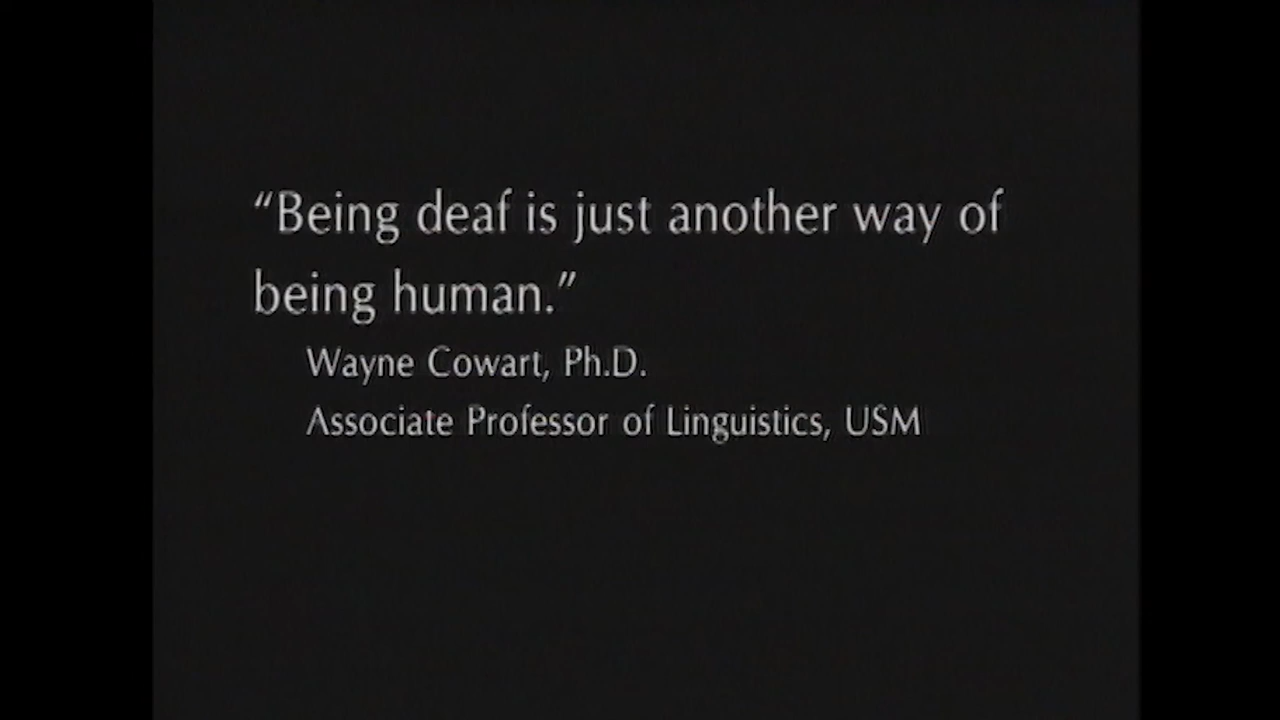 “Being deaf is just another way of
being human.”
Wayne Cowart, Ph.D.
Associate Professor of Linguistics, USM